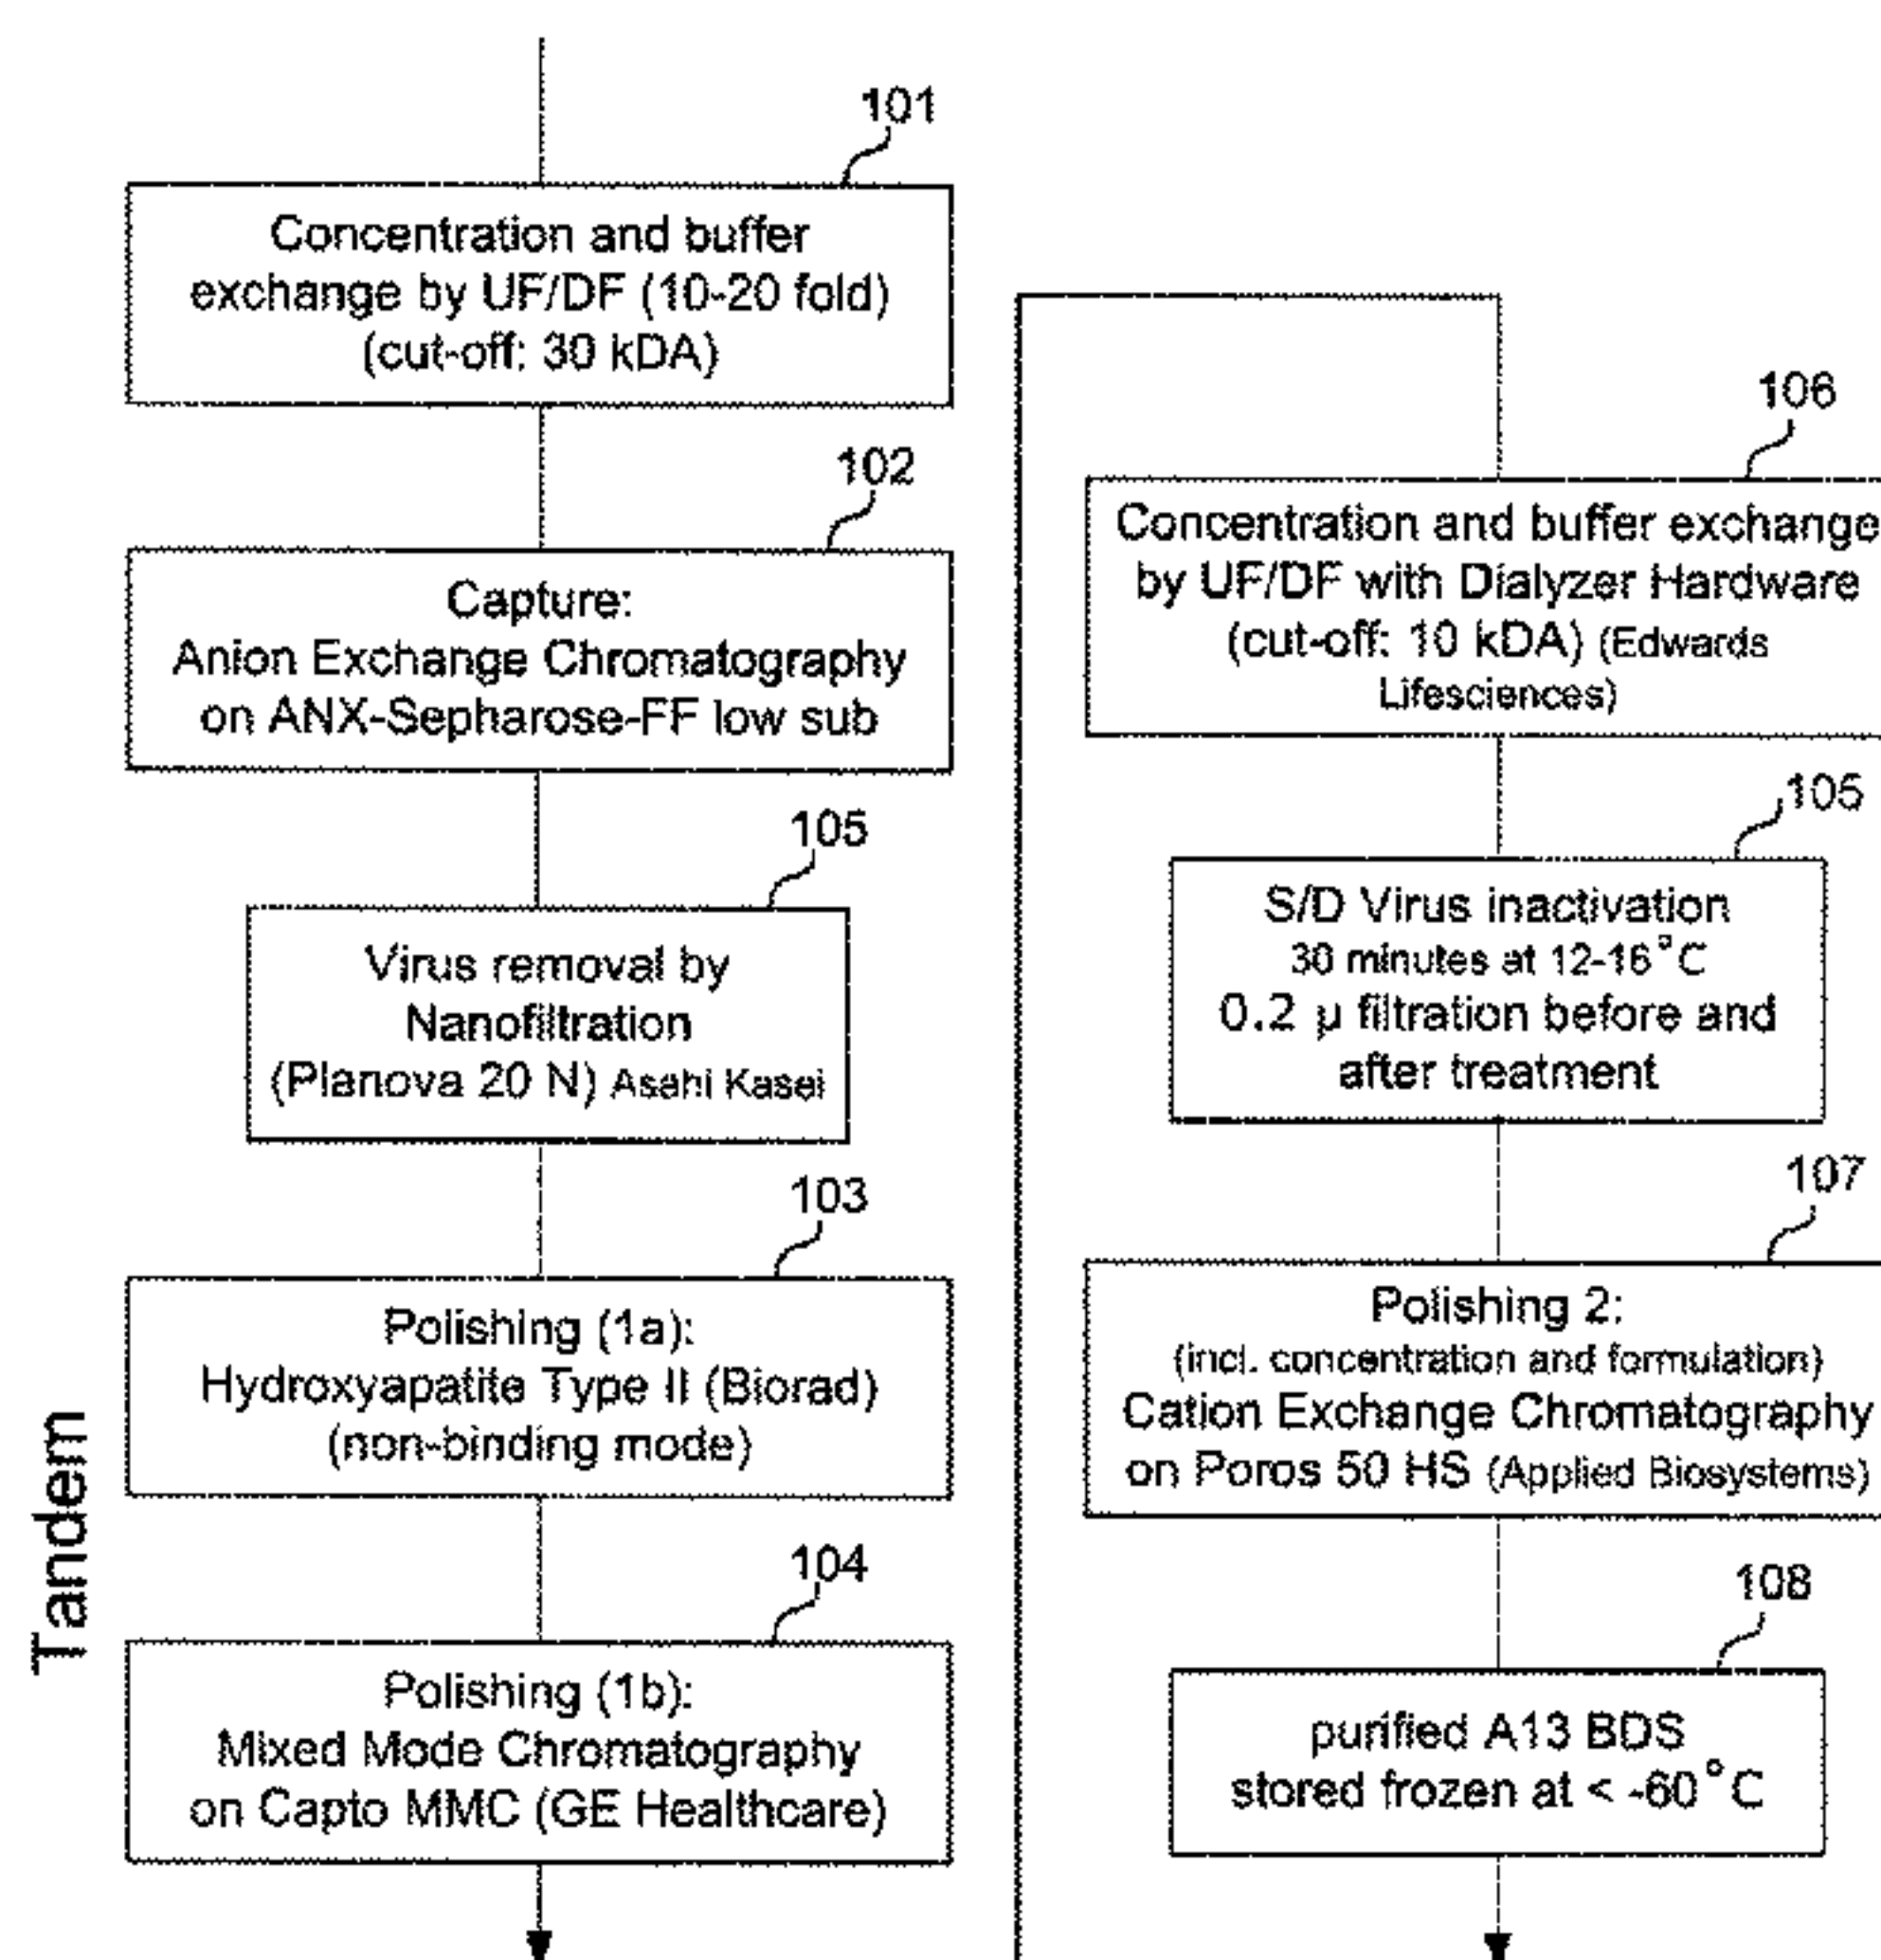 101
Concentration and buffer
exchange by UF/DF (10-20 fold)
(cut-off: 30 kDA)
102
Capture:
Anion Exchange Chromatography
on ANX-Sepharose-FF low sub
105
Virus removal by
Nanofiltration
(Planova 20 N) Asahi Kasei
103
Polishing (1a):
Hydroxyapatite Type II (Biorad)
(non-binding mode)
Tandem
104
Polishing (1b):
Mixed Mode Chromatography
on Capto MMC (GE Healthcare)
106
Concentration and buffer exchange
by UF/DF with Dialyzer Hardware
(cut-off: 10 kDA) (Edwards
Lifesciences)
105
S/D Virus inactivation
30 minutes at 12-16°C
0.2 µ filtration before and
after treatment
107
Polishing 2:
(incl. concentration and formulation)
Cation Exchange Chromatography
on Poros 50 HS (Applied Biosystems)
108
purified A13 BDS
stored frozen at < -60°C